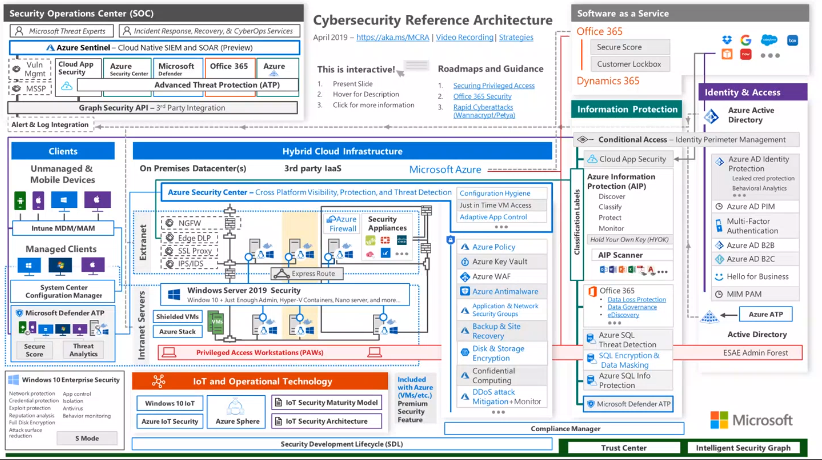 Security Operations Center (SOC)
Microsoft Threat Experts
Incident Response, Recovery, & CyberOps Services
Azure Sentinel – Cloud Native SIEM and SOAR (Preview)
Vuln
Mgmt
MSSP
Cloud App
Security
Azure
Security Center
Microsoft
Defender
Office 365
Azure
Advanced Threat Protection (ATP)
Graph Security API – 3rd Party Integration
Alert & Log Integration
Cybersecurity Reference Architecture
April 2019 – https://aka.ms/MCRA | Video Recording | Strategies
This is interactive!
1. Present Slide
2. Hover for Description
3. Click for more information
Roadmaps and Guidance
1. Securing Privileged Access
2. Office 365 Security
3. Rapid Cyberattacks
(Wannacrypt/Petya)
Software as a Service
Office 365
Secure Score
Customer Lockbox
Dynamics 365
box
Identity & Access
Azure Active
Directory
Information Protection
Conditional Access – Identity Perimeter Management
Cloud App Security
Azure Information
Protection (AIP)
Discover
Classify
Protect
Monitor
Hold Your Own Key (HYOK)
AIP Scanner
Classification Labels
Office 365
Data Loss Protection
Data Governance
eDiscovery
Azure SQL
Threat Detection
SQL Encryption &
Data Masking
Azure SQL Info
Protection
Microsoft Defender ATP
Azure AD Identity
Protection
Leaked cred protection
Behavioral Analytics
Azure AD PIM
Multi-Factor
Authentication
Azure AD B2B
Azure AD B2C
Hello for Business
MIM PAM
Azure ATP
Active Directory
ESAE Admin Forest
Clients
Unmanaged &
Mobile Devices
Intune MDM/MAM
Managed Clients
System Center
Configuration Manager
Microsoft Defender ATP
Secure
Score
Threat
Analytics
Hybrid Cloud Infrastructure
On Premises Datacenter(s)
3rd party IaaS
Microsoft Azure
Azure Security Center – Cross Platform Visibility, Protection, and Threat Detection
Configuration Hygiene
Just in Time VM Access
Adaptive App Control
Extranet
NGFW
Edge DLP
SSL Proxy
IPS/IDS
Azure
Firewall
Security
Appliances
Express Route
Azure Policy
Azure Key Vault
Azure WAF
Azure Antimalware
Application & Network
Security Groups
Backup & Site
Recovery
Disk & Storage
Encryption
Confidential
Computing
DDoS attack
Mitigation+Monitor
Intranet Servers
Windows Server 2019 Security
Windows 10 + Just Enough Admin, Hyper-V Containers, Nano server, and more...
Shielded VMs
VMs
Azure Stack
Privileged Access Workstations (PAWs)
Windows 10 Enterprise Security
Network protection
Credential protection
Exploit protection
Reputation analysis
Full Disk Encryption
Attack surface
reduction
App control
Isolation
Antivirus
Behavior monitoring
S Mode
IoT and Operational Technology
Windows 10 IoT
Azure IoT Security
Azure Sphere
IoT Security Maturity Model
IoT Security Architecture
Included
with Azure
(VMs/etc.)
Premium
Security
Feature
Compliance Manager
Security Development Lifecycle (SDL)
Microsoft
Trust Center
Intelligent Security Graph